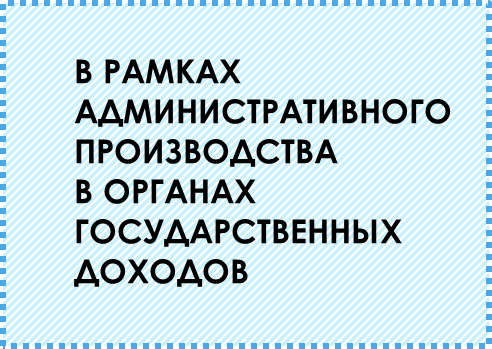 В РАМКАХ
АДМИНИСТРАТИВНОГО
ПРОИЗВОДСТВА
В ОРГАНАХ
ГОСУДАРСТВЕННЫХ
ДОХОДОВ